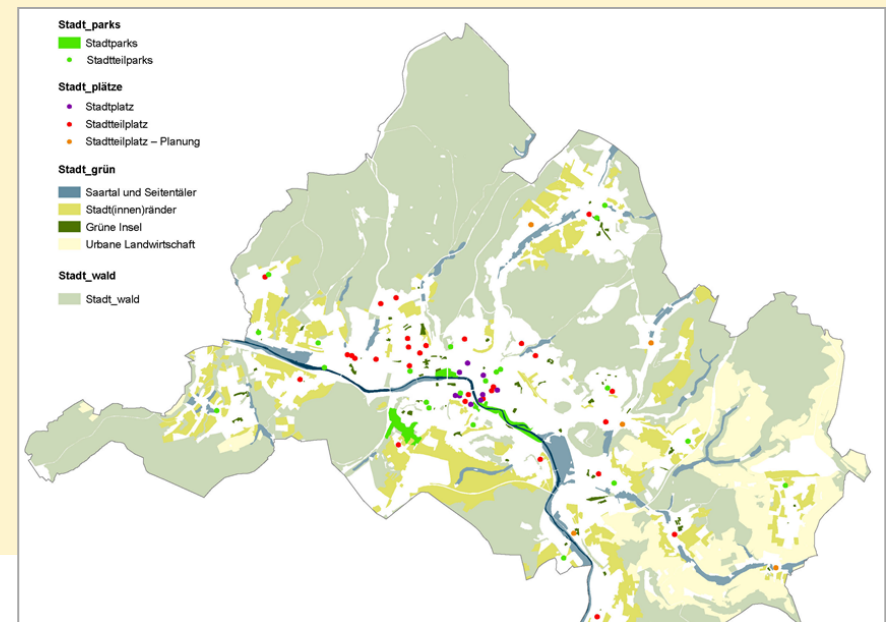 Stadt_parks
Stadtparks
Stadtteilparks
Stadt_plätze
Stadtplatz
Stadtteilplatz
Stadtteilplatz – Planung
Stadt_grün
Saartal und Seitentäler
Stadt(innen)ränder
Grüne Insel
Urbane Landwirtschaft
Stadt_wald
Stadt_wald